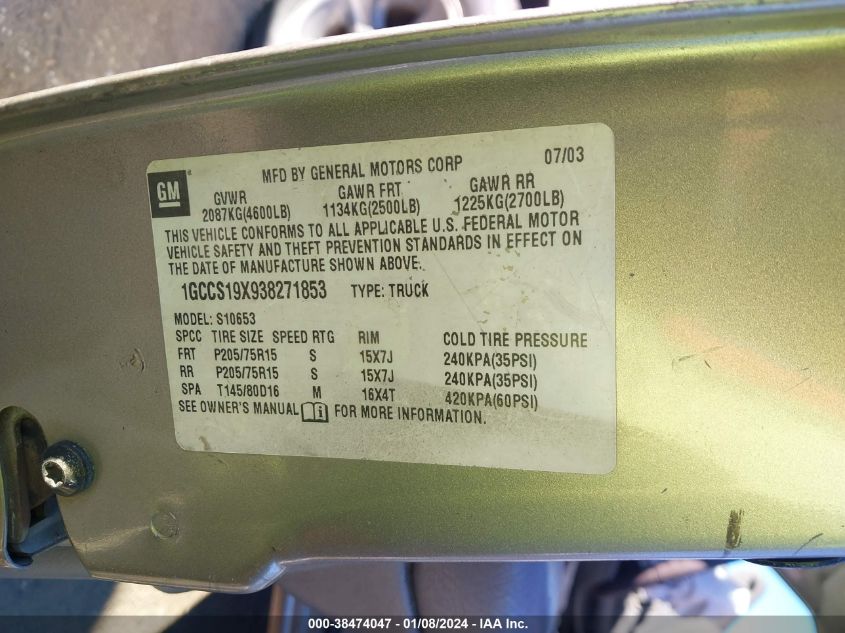 MFD BY GENERAL MOTORS CORP 07/03
GM
GVWR GAWR FRT GAWR RR
2087KG(4600LB) 1134KG(2500LB) 1225KG(2700LB)
THIS VEHICLE CONFORMS TO ALL APPLICABLE U.S. FEDERAL MOTOR
VEHICLE SAFETY AND THEFT PREVENTION STANDARDS IN EFFECT ON
THE DATE OF MANUFACTURE SHOWN ABOVE.
1GCCS19X938271853 TYPE: TRUCK
MODEL: S10653
SPCC TIRE SIZE SPEED RTG RIM COLD TIRE PRESSURE
FRT P205/75R15 S 15X7J 240KPA(35PSI)
RR P205/75R15 S 15X7J 240KPA(35PSI)
SPA T145/80D16 M 16X4T 420KPA(60PSI)
SEE OWNER'S MANUAL FOR MORE INFORMATION.
000-38474047 - 01/08/2024 - IAA Inc.